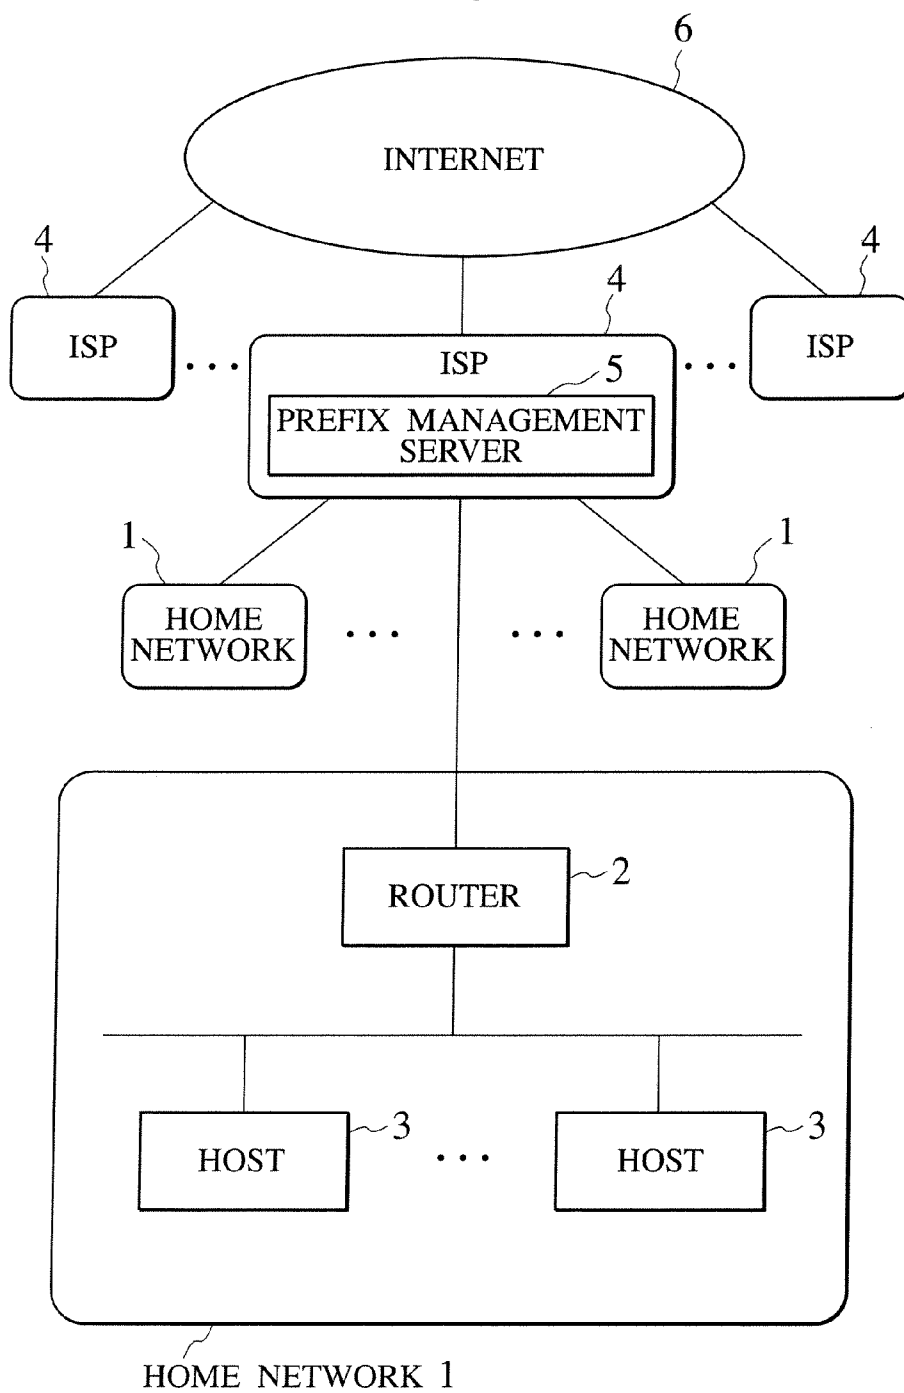 6
INTERNET
4
4
4
ISP
ISP
ISP
5
PREFIX MANAGEMENT
SERVER
1
1
HOME
NETWORK
HOME
NETWORK
ROUTER
2
3
3
HOST
HOST
HOME NETWORK 1